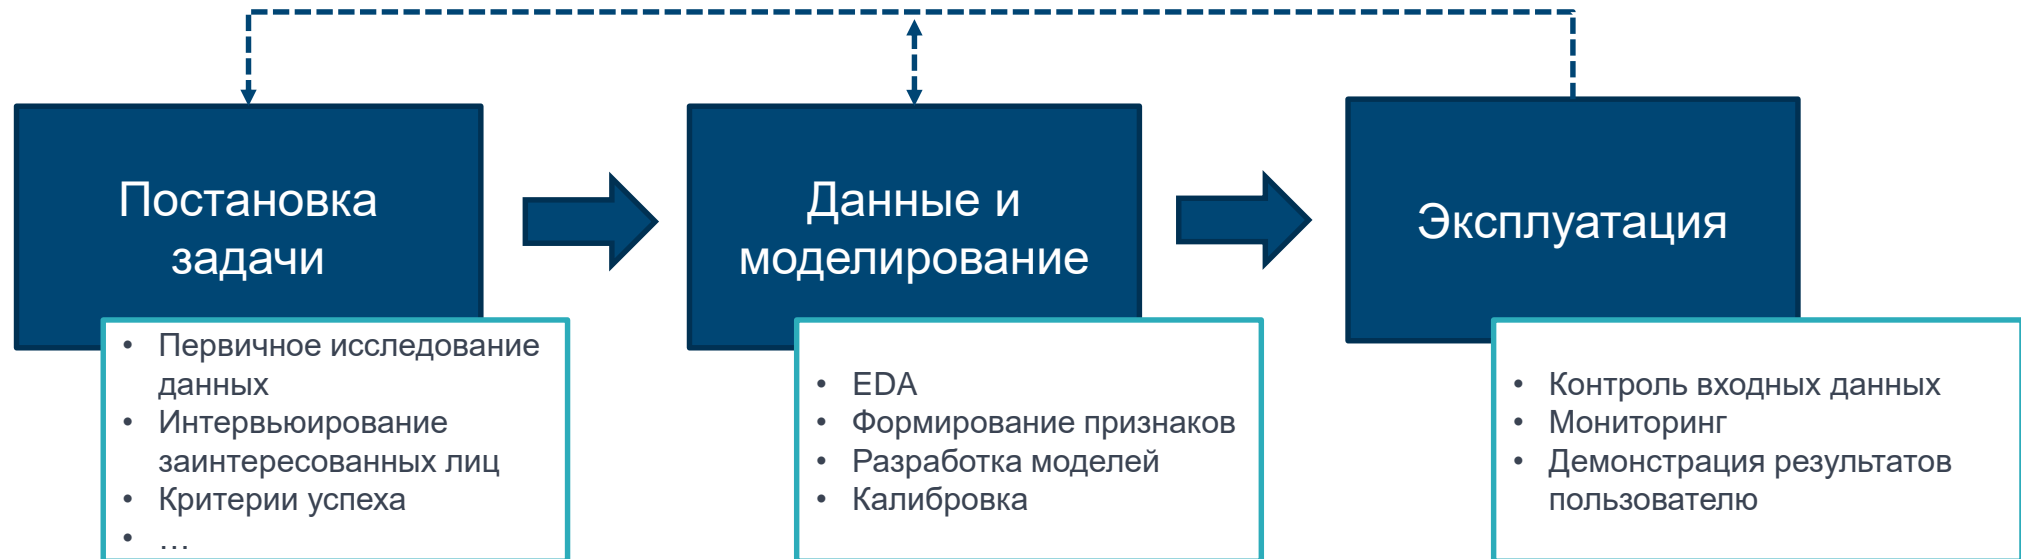 Постановка
задачи
Данные и
моделирование
Эксплуатация
• Первичное исследование
данных
• Интервьюирование
заинтересованных лиц
• Критерии успеха
• …
• EDA
• Формирование признаков
• Разработка моделей
• Калибровка
• Контроль входных данных
• Мониторинг
• Демонстрация результатов
пользователю